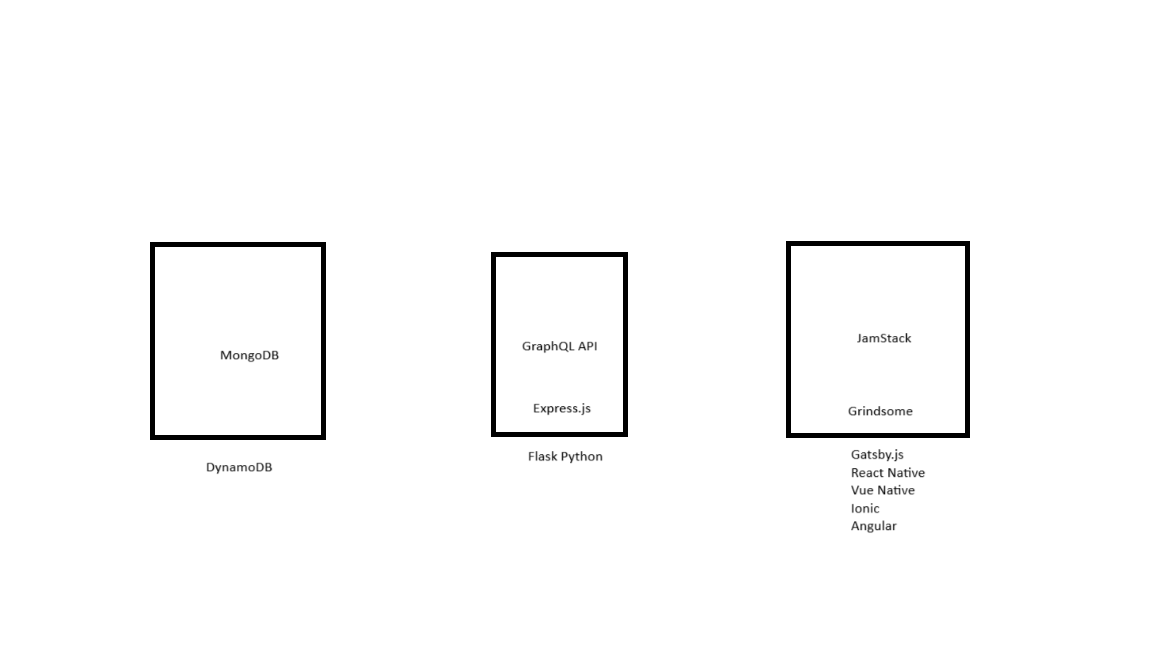 MongoDB
DynamoDB
GraphQL API
Express.js
Flask Python
JamStack
Grindsome
Gatsby.js
React Native
Vue Native
Ionic
Angular